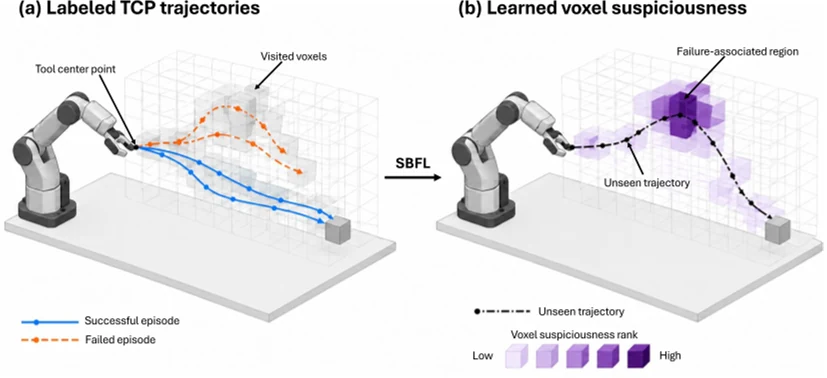 (a) Labeled TCP trajectories
Visited voxels
Tool center point
Successful episode
Failed episode
SBFL
(b) Learned voxel suspiciousness
Failure-associated region
Unseen trajectory
Unseen trajectory
Voxel suspiciousness rank
Low High